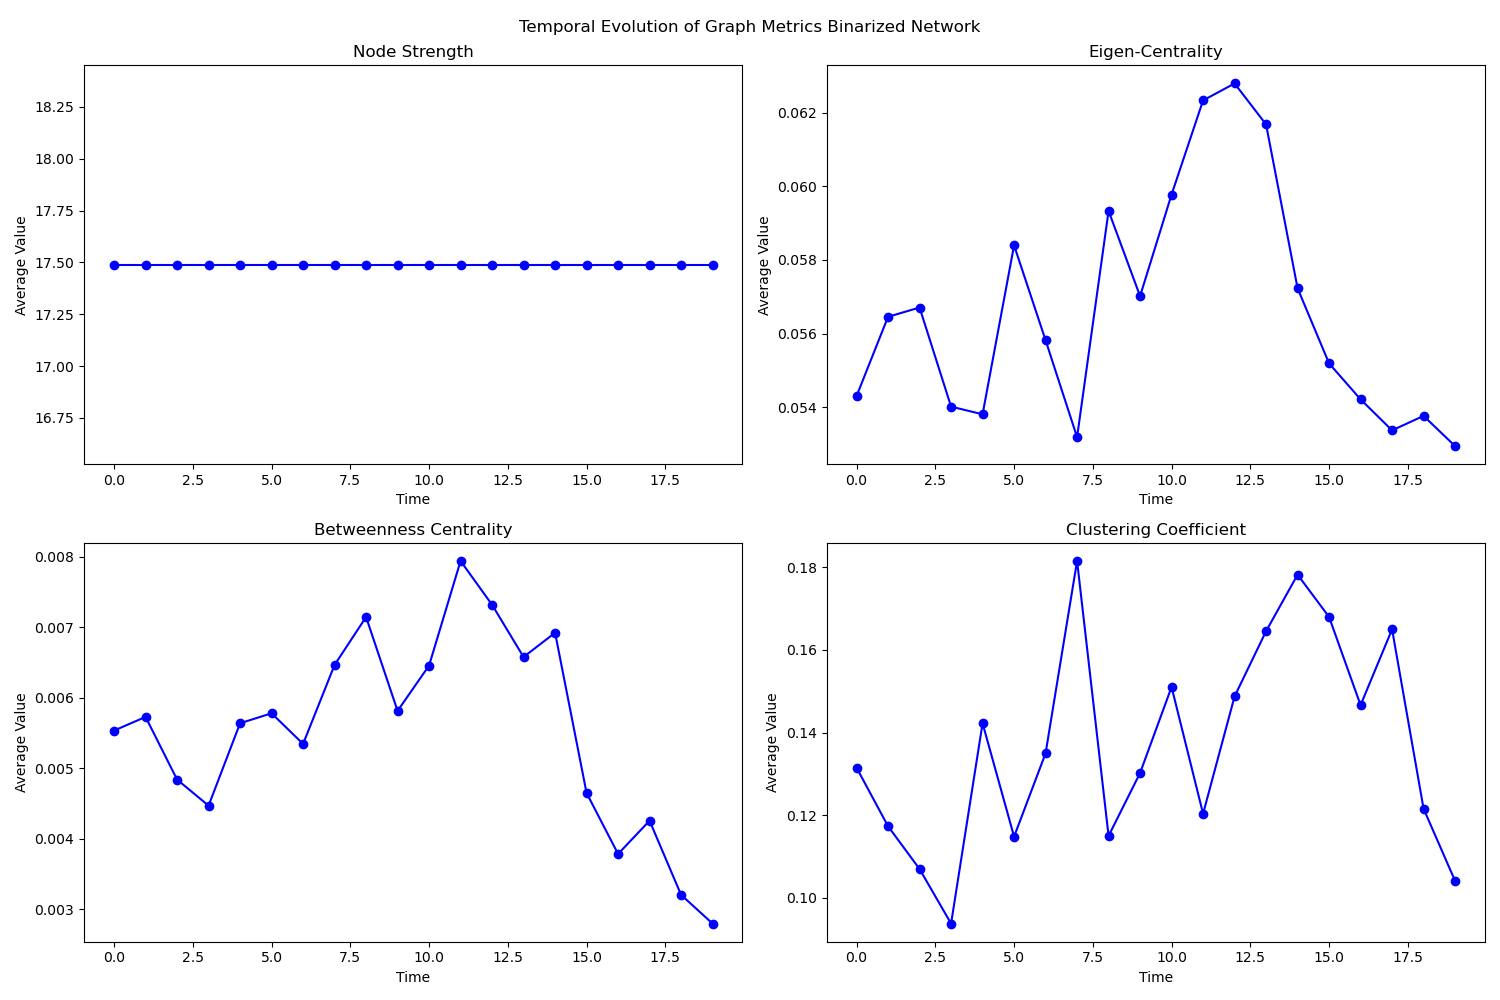 Temporal Evolution of Graph Metrics Binarized Network
Node Strength
18.25
18.00
17.75
17.50
17.25
17.00
16.75
Average Value
0.0 2.5 5.0 7.5 10.0 12.5 15.0 17.5
Time
Eigen-Centrality
0.062
0.060
0.058
0.056
0.054
Average Value
0.0 2.5 5.0 7.5 10.0 12.5 15.0 17.5
Time
Betweenness Centrality
0.008
0.007
0.006
0.005
0.004
0.003
Average Value
0.0 2.5 5.0 7.5 10.0 12.5 15.0 17.5
Time
Clustering Coefficient
0.18
0.16
0.14
0.12
0.10
Average Value
0.0 2.5 5.0 7.5 10.0 12.5 15.0 17.5
Time